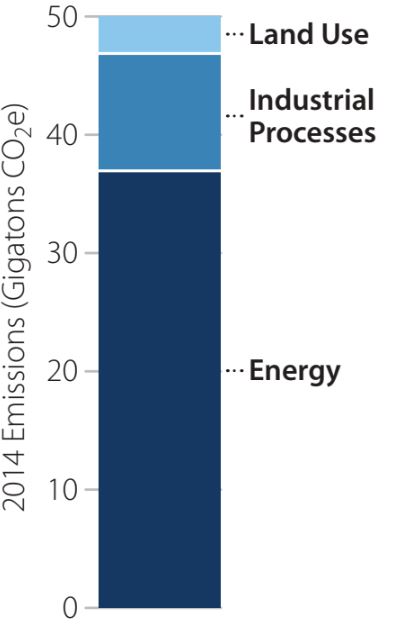 2014 Emissions (Gigatons CO₂e)
50
40
30
20
10
0
Land Use
Industrial
Processes
Energy